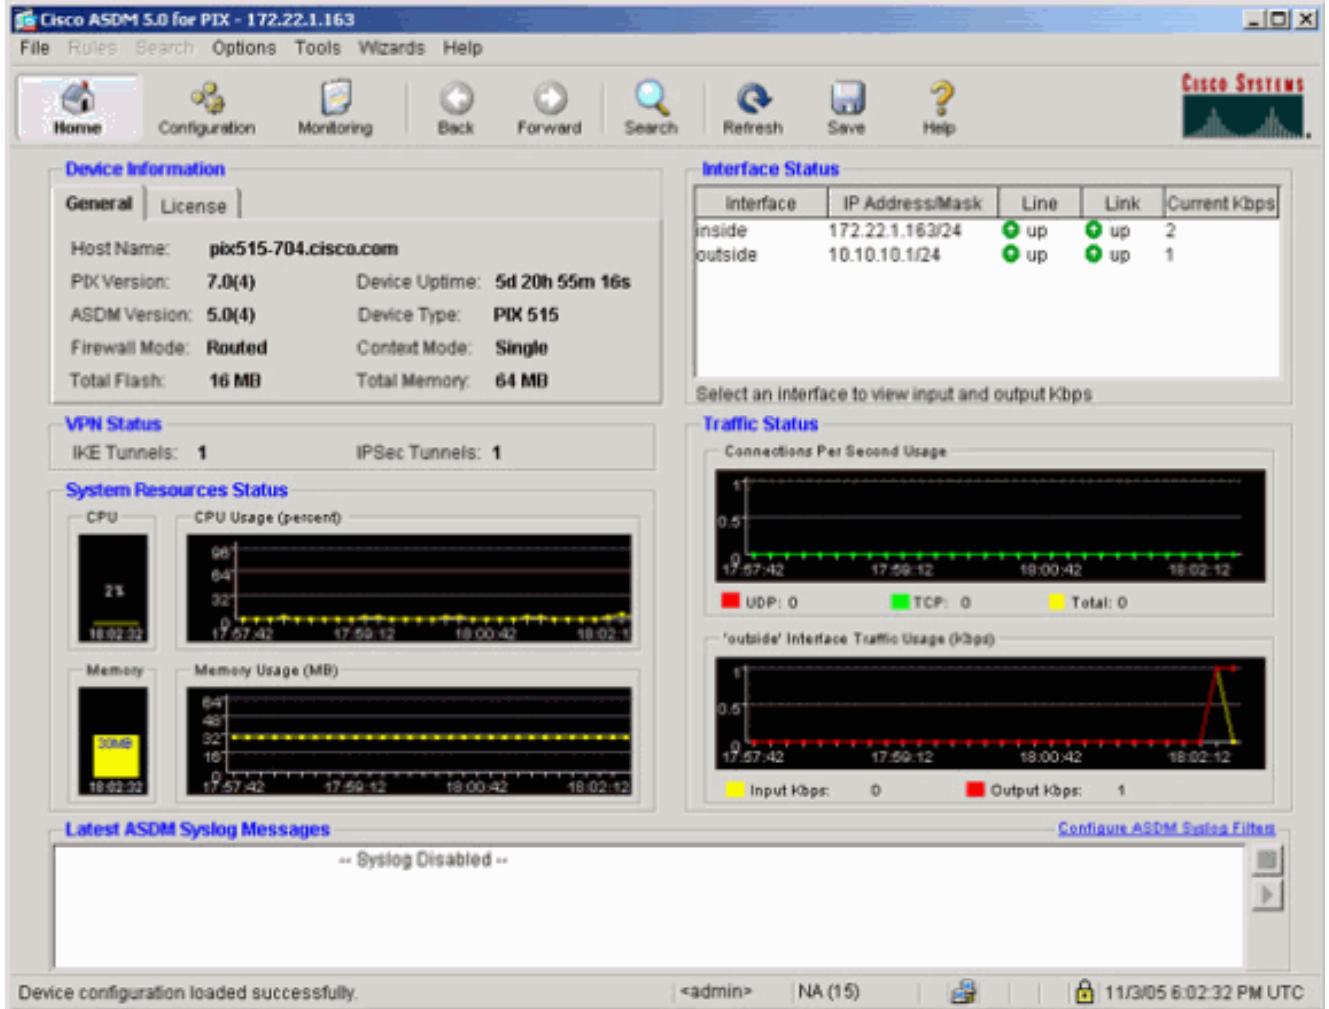 Cisco ASDM 5.0 for PIX - 172.22.1.163
File Rules Search Options Tools Wizards Help
Home Configuration Monitoring Back Forward Search Refresh Save Help
CISCO SYSTEMS
Device Information
General License
Host Name: pix515-704.cisco.com
PIX Version: 7.0(4) Device Uptime: 5d 20h 55m 16s
ASDM Version: 5.0(4) Device Type: PIX 515
Firewall Mode: Routed Context Mode: Single
Total Flash: 16 MB Total Memory: 64 MB
Interface Status
Interface IP Address/Mask Line Link Current Kbps
inside 172.22.1.163/24 up up 2
outside 10.10.10.1/24 up up 1
Select an interface to view input and output Kbps
VPN Status
IKE Tunnels: 1 IPSec Tunnels: 1
System Resources Status
CPU
2%
18:02:32
CPU Usage (percent)
96
64
32
0
17:57:42 17:59:12 18:00:42 18:02:1
Memory
30MB
18:02:32
Memory Usage (MB)
64
48
32
16
0
17:57:42 17:59:12 18:00:42 18:02:12
Traffic Status
Connections Per Second Usage
1
0.5
0
17:57:42 17:59:12 18:00:42 18:02:12
UDP: 0 TCP: 0 Total: 0
'outside' Interface Traffic Usage (Kbps)
1
0.5
0
17:57:42 17:59:12 18:00:42 18:02:12
Input Kbps: 0 Output Kbps: 1
Latest ASDM Syslog Messages Configure ASDM Syslog Filters
-- Syslog Disabled --
Device configuration loaded successfully. <admin> NA (15) 11/3/05 6:02:32 PM UTC